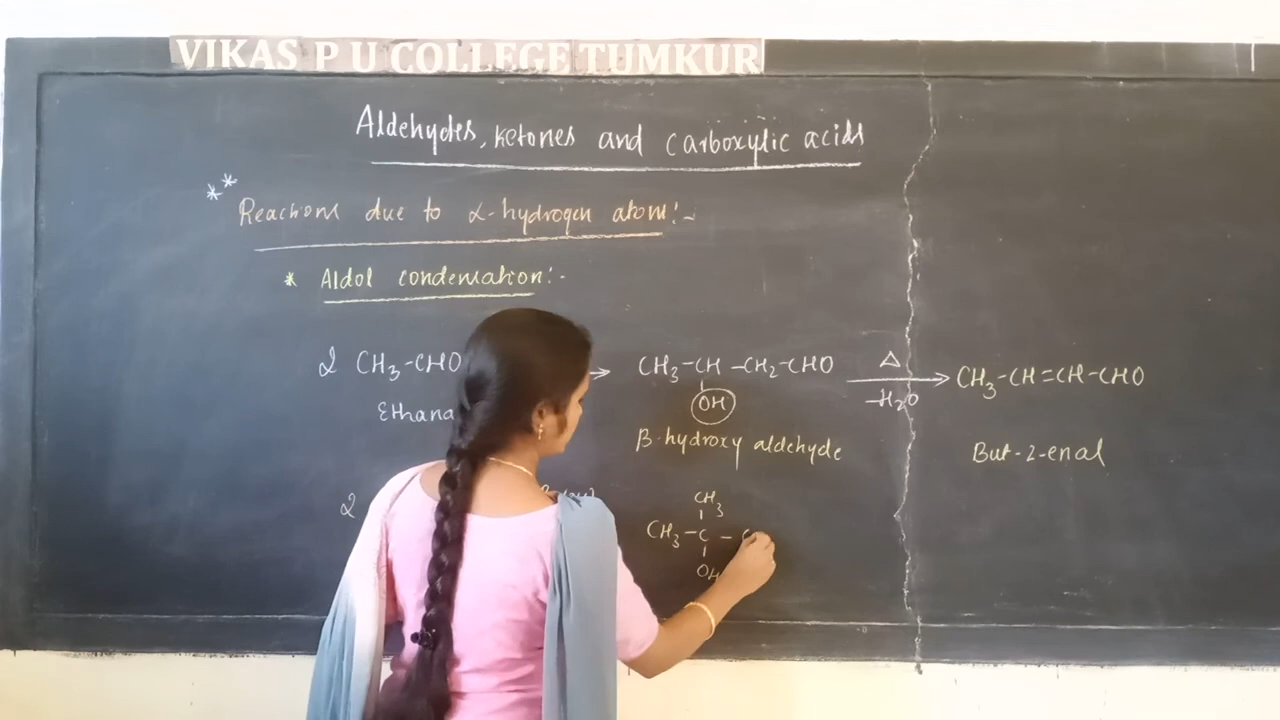 VIKAS P U COLLEGE TUMKUR
Aldehydes, ketones and carboxylic acids
** Reactions due to α-hydrogen atom:-
* Aldol condensation:-
2 CH3-CHO → CH3-CH-CH2-CHO Δ → CH3-CH=CH-CHO
OH -H2O
Ethana β-hydroxy aldehyde But-2-enal
CH3
2 CH3-C-C
OH